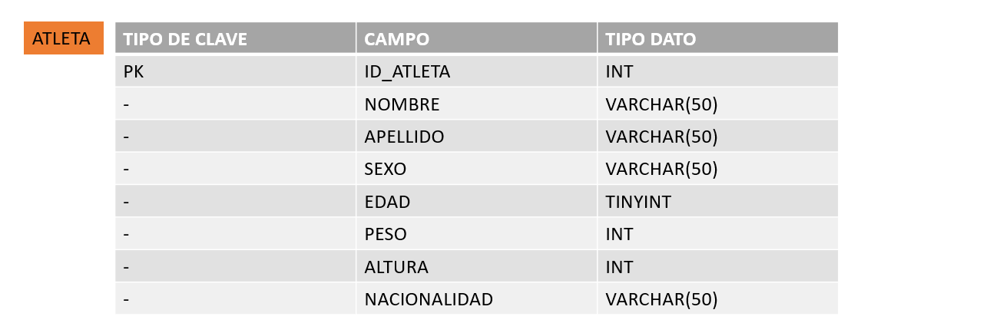 ATLETA
TIPO DE CLAVE CAMPO TIPO DATO
PK ID_ATLETA INT
- NOMBRE VARCHAR(50)
- APELLIDO VARCHAR(50)
- SEXO VARCHAR(50)
- EDAD TINYINT
- PESO INT
- ALTURA INT
- NACIONALIDAD VARCHAR(50)